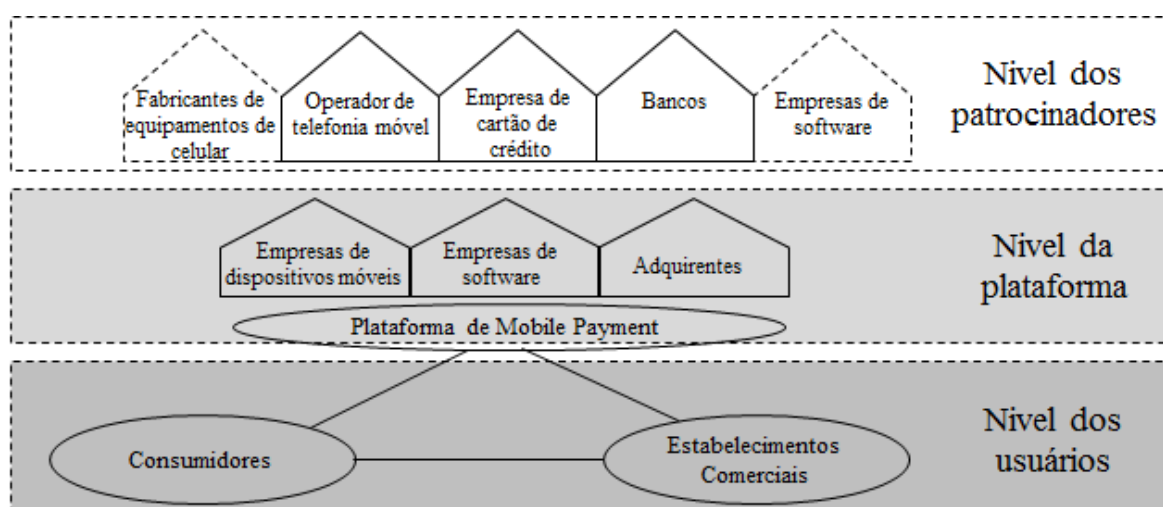 Fabricantes de
equipamentos de
celular
Operador de
telefonia móvel
Empresa de
cartão de
crédito
Bancos
Empresas de
software
Nivel dos
patrocinadores
Empresas de
dispositivos móveis
Empresas de
software
Adquirentes
Nivel da
plataforma
Plataforma de Mobile Payment
Consumidores
Estabelecimentos
Comerciais
Nivel dos
usuários